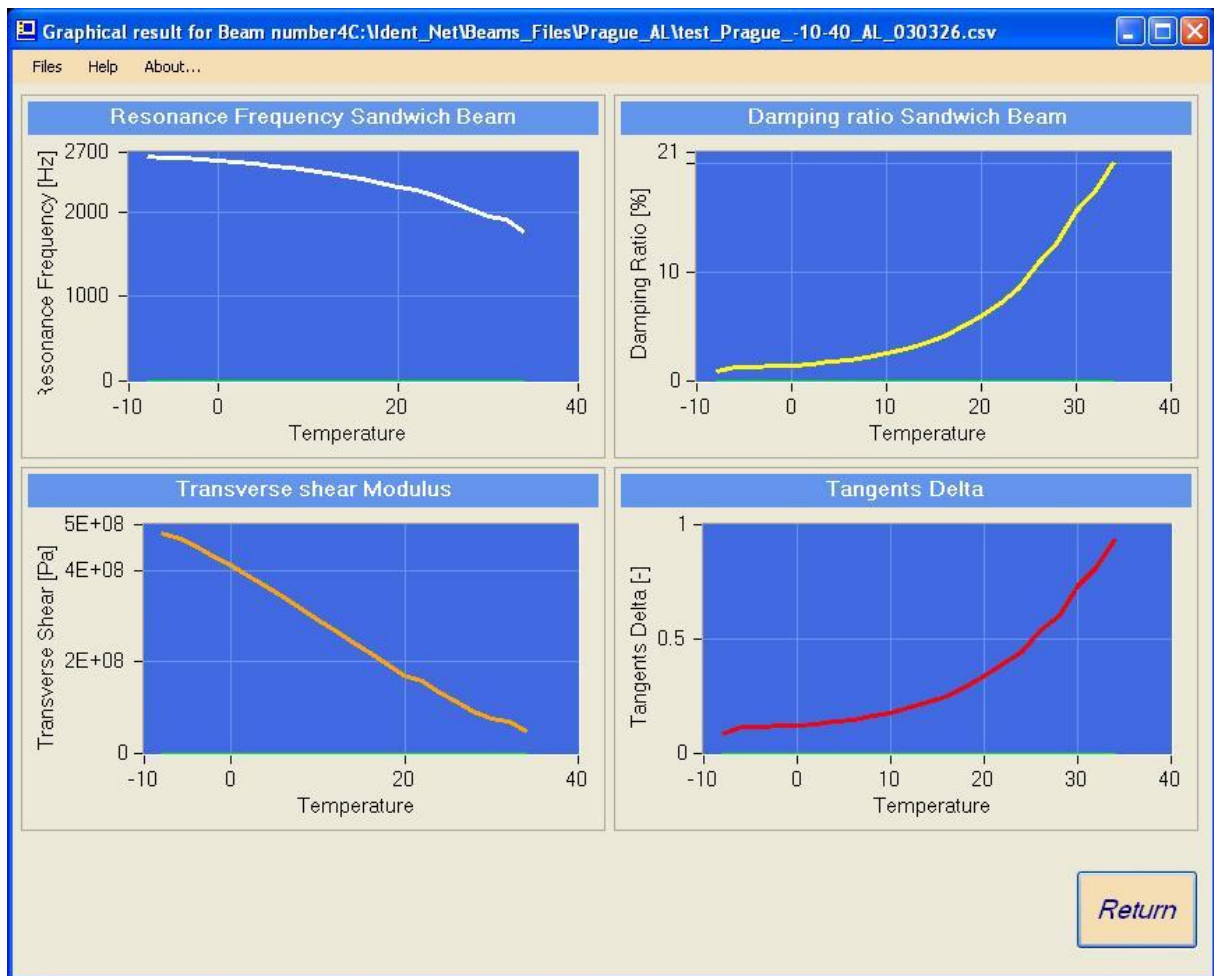 Graphical result for Beam number4C:\Ident_Net\Beams_Files\Prague_AL\test_Prague_-10-40_AL_030326.csv
Files Help About...
Resonance Frequency Sandwich Beam
Resonance Frequency [Hz]
2700
2000
1000
0
-10 0 20 40
Temperature
Damping ratio Sandwich Beam
Damping Ratio [%]
21
10
0
-10 0 10 20 30 40
Temperature
Transverse shear Modulus
Transverse Shear [Pa]
5E+08
4E+08
2E+08
0
-10 0 20 40
Temperature
Tangents Delta
Tangents Delta [-]
1
0.5
0
-10 0 10 20 30 40
Temperature
Return